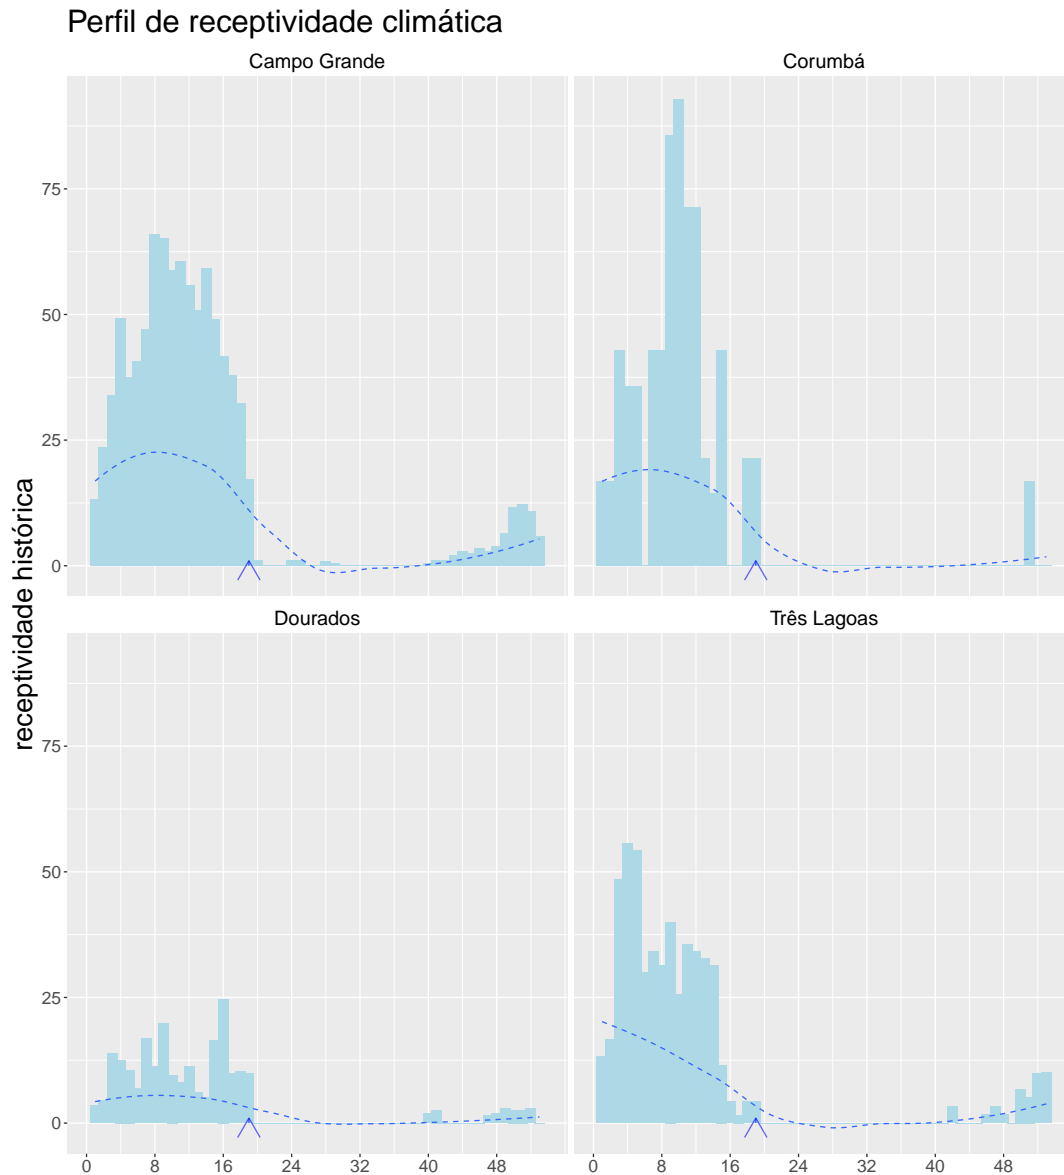 Perfil de receptividade climática
Campo Grande
Corumbá
75
50
25
0
Dourados
Três Lagoas
receptividade histórica
75
50
25
0
0 8 16 24 32 40 48 0 8 16 24 32 40 48